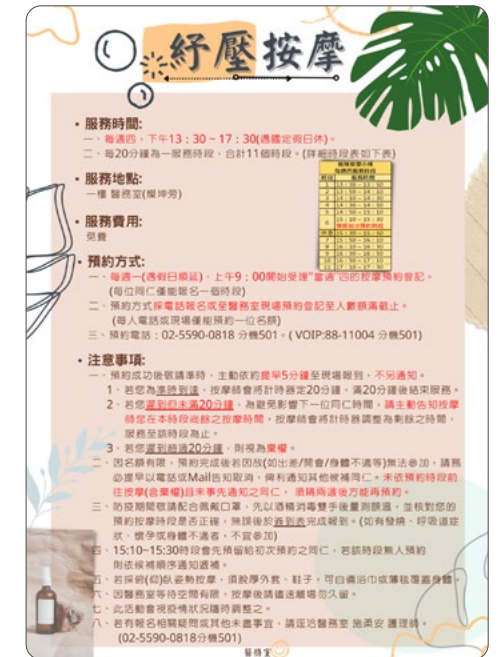 紓壓按摩
• 服務時間:
一、每週四，下午13：30 ~ 17：30(遇國定假日休)。
二、每20分鐘為一服務時段，合計11個時段。(詳細時段表如下表)
• 服務地點:
一樓 醫務室(燦坤旁)
• 服務費用:
免費
• 預約方式:
一、每週一(遇假日順延)，上午9：00開始受理"當週"四的按摩預約登記。
(每位同仁僅能報名一個時段)
二、預約方式採電話報名或至醫務室現場預約登記至人數額滿截止。
(每人電話或現場僅能預約一位名額)
三、預約電話：02-5590-0818 分機501。( VOIP:88-11004 分機501)
• 注意事項:
一、預約成功後敬請準時，主動依約提早5分鐘至現場報到，不另通知。
1、若您為準時到達，按摩師會將計時器定20分鐘，滿20分鐘後結束服務。
2、若您遲到但未滿20分鐘，為避免影響下一位同仁時間，請主動告知按摩
師您在本時段尚餘之按摩時間，按摩師會將計時器調整為剩餘之時間，
服務至該時段為止。
3、若您遲到超過20分鐘，則視為棄權。
二、因名額有限，預約完成後若因故(如出差/開會/身體不適等)無法參加，請務
必提早以電話或Mail告知取消，俾利通知其他候補同仁。未依預約時段前
往按摩(含棄權)且未事先通知之同仁，須隔兩週後方能再預約。
三、防疫期間敬請配合佩戴口罩，先以酒精消毒雙手後量測額溫，並核對您的
預約按摩時段是否正確，無誤後於簽到表完成報到。(如有發燒、呼吸道症
狀、懷孕或身體不適者，不宜參加)
四、15:10~15:30時段會先預留給初次預約之同仁，若該時段無人預約
則依候補順序通知遞補。
五、若採俯(仰)臥姿勢按摩，須脫厚外套、鞋子，可自備浴巾或薄毯覆蓋身體。
六、因醫務室等待空間有限，按摩後請儘速離場勿久留。
七、此活動會視疫情狀況隨時調整之。
八、若有報名相關疑問或其他未盡事宜，請逕洽醫務室 施柔安 護理師。
(02-5590-0818分機501)
醫務室